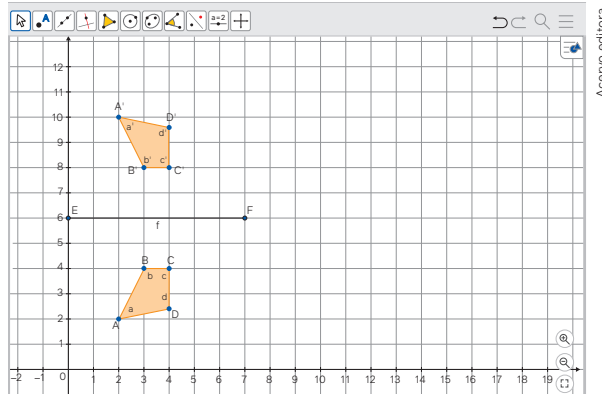 A
a=2
Acervo editora
12
11
10
9
8
7
6
5
4
3
2
1
A'
a'
D'
d'
b'
c'
B'
C'
E
F
f
B
C
b
c
d
a
A
D
–2 –1 0 1 2 3 4 5 6 7 8 9 10 11 12 13 14 15 16 17 18 19